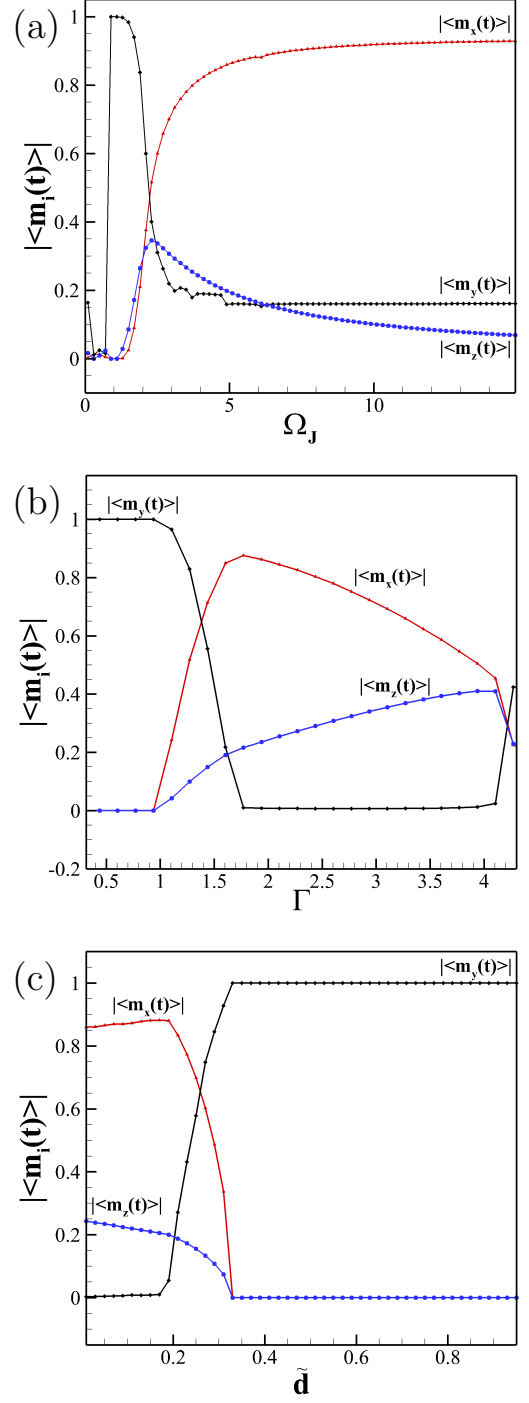 (a)
|<m_x(t)>|
|<m_y(t)>|
|<m_z(t)>|
|<m_i(t)>|
1
0.8
0.6
0.4
0.2
0
0 5 10
Ω_J
(b)
|<m_y(t)>|
|<m_x(t)>|
|<m_z(t)>|
|<m_i(t)>|
1
0.8
0.6
0.4
0.2
0
-0.2
0.5 1 1.5 2 2.5 3 3.5 4
Γ
(c)
|<m_y(t)>|
|<m_x(t)>|
|<m_z(t)>|
|<m_i(t)>|
1
0.8
0.6
0.4
0.2
0
0.2 0.4 0.6 0.8
d̃